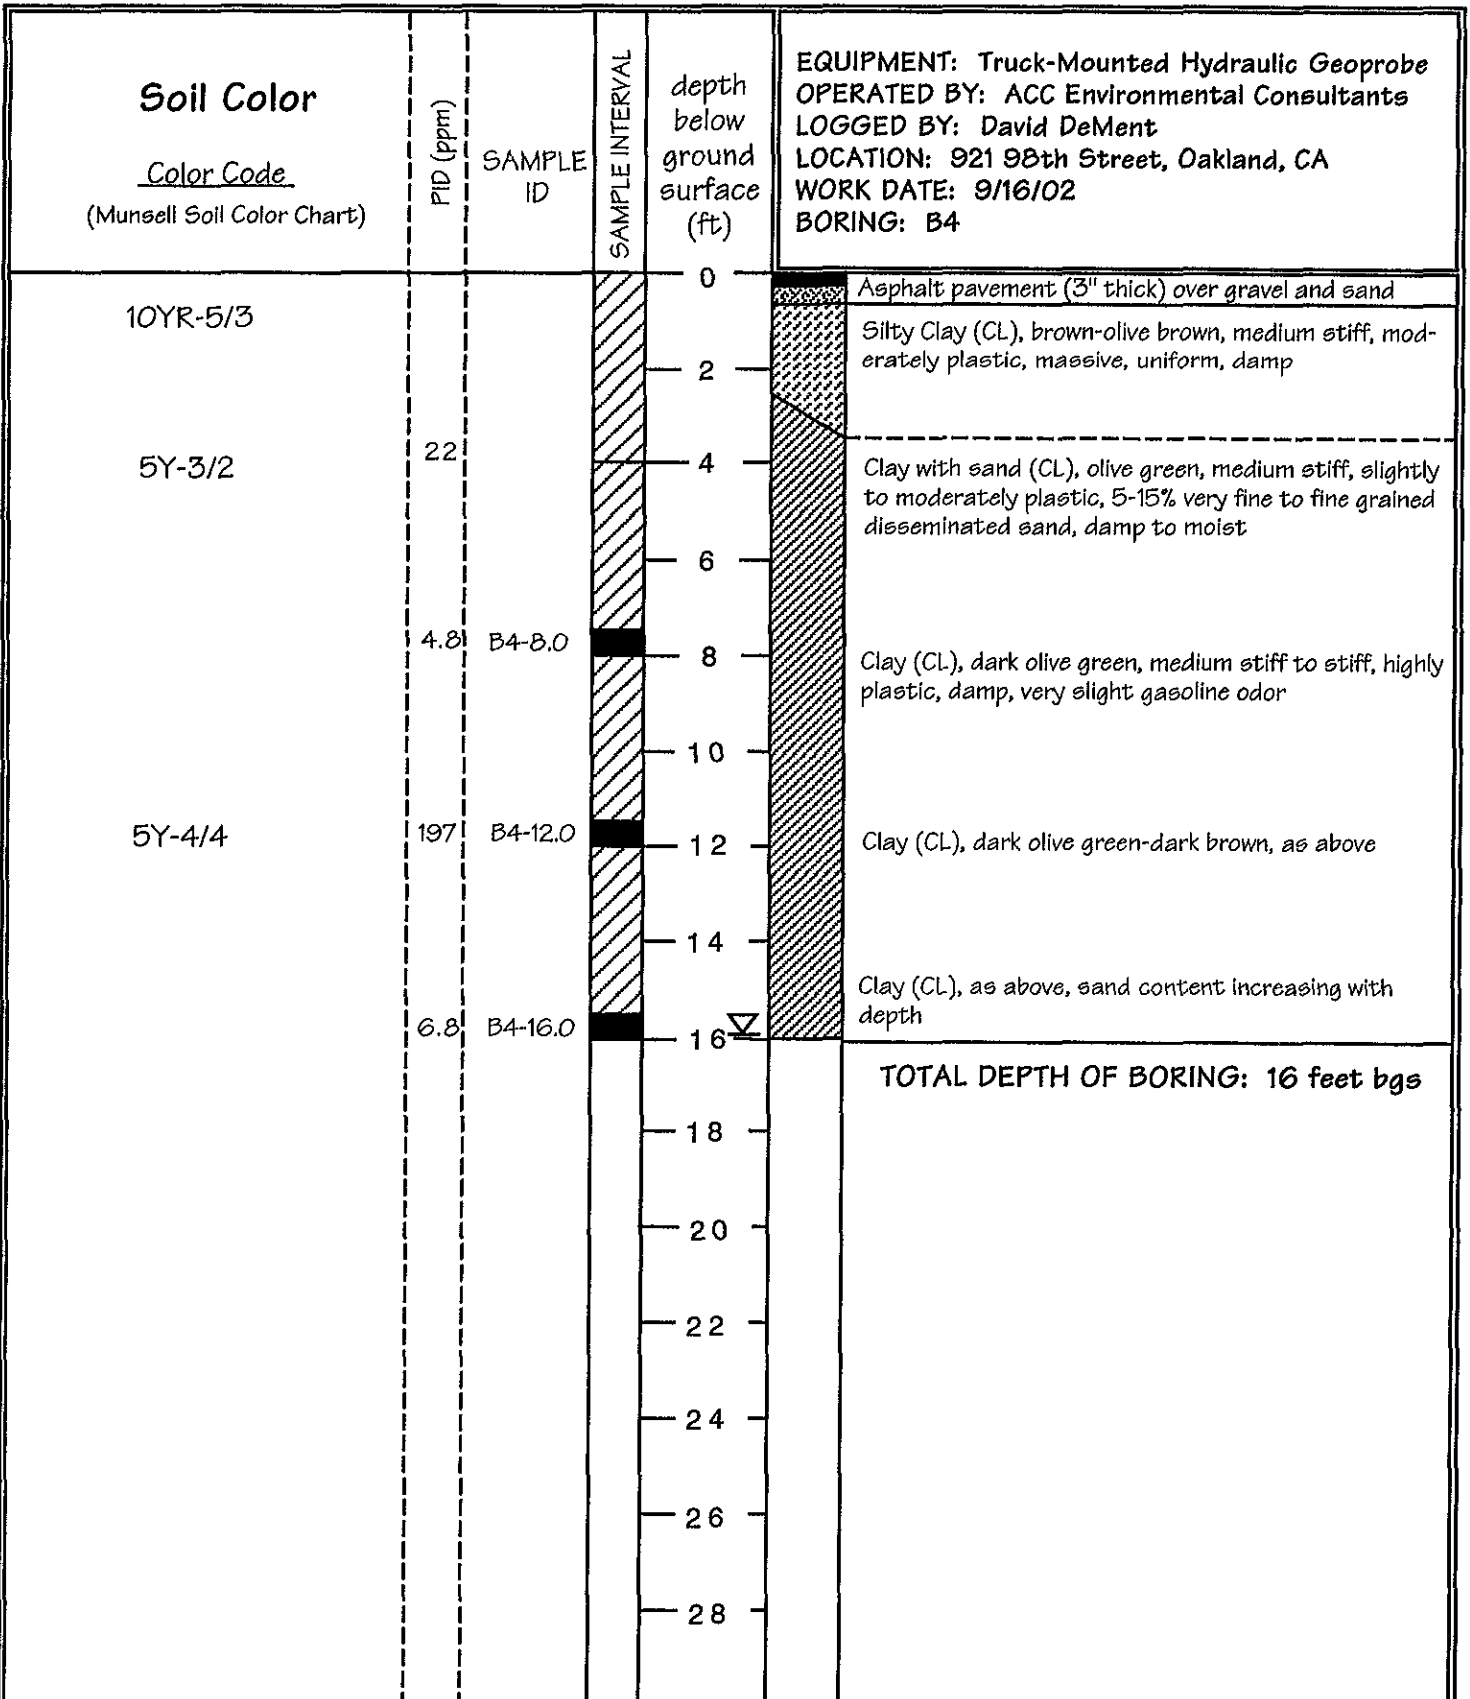 Soil Color
Color Code
(Munsell Soil Color Chart)
PID (ppm)
SAMPLE
ID
SAMPLE INTERVAL
depth
below
ground
surface
(ft)
EQUIPMENT: Truck-Mounted Hydraulic Geoprobe
OPERATED BY: ACC Environmental Consultants
LOGGED BY: David DeMent
LOCATION: 921 98th Street, Oakland, CA
WORK DATE: 9/16/02
BORING: B4
0
Asphalt pavement (3" thick) over gravel and sand
10YR-5/3
Silty Clay (CL), brown-olive brown, medium stiff, mod-
erately plastic, massive, uniform, damp
2
22
5Y-3/2
4
Clay with sand (CL), olive green, medium stiff, slightly
to moderately plastic, 5-15% very fine to fine grained
disseminated sand, damp to moist
6
4.8 B4-8.0
8
Clay (CL), dark olive green, medium stiff to stiff, highly
plastic, damp, very slight gasoline odor
10
5Y-4/4 197 B4-12.0
12
Clay (CL), dark olive green-dark brown, as above
14
Clay (CL), as above, sand content increasing with
depth
6.8 B4-16.0
16
TOTAL DEPTH OF BORING: 16 feet bgs
18
20
22
24
26
28